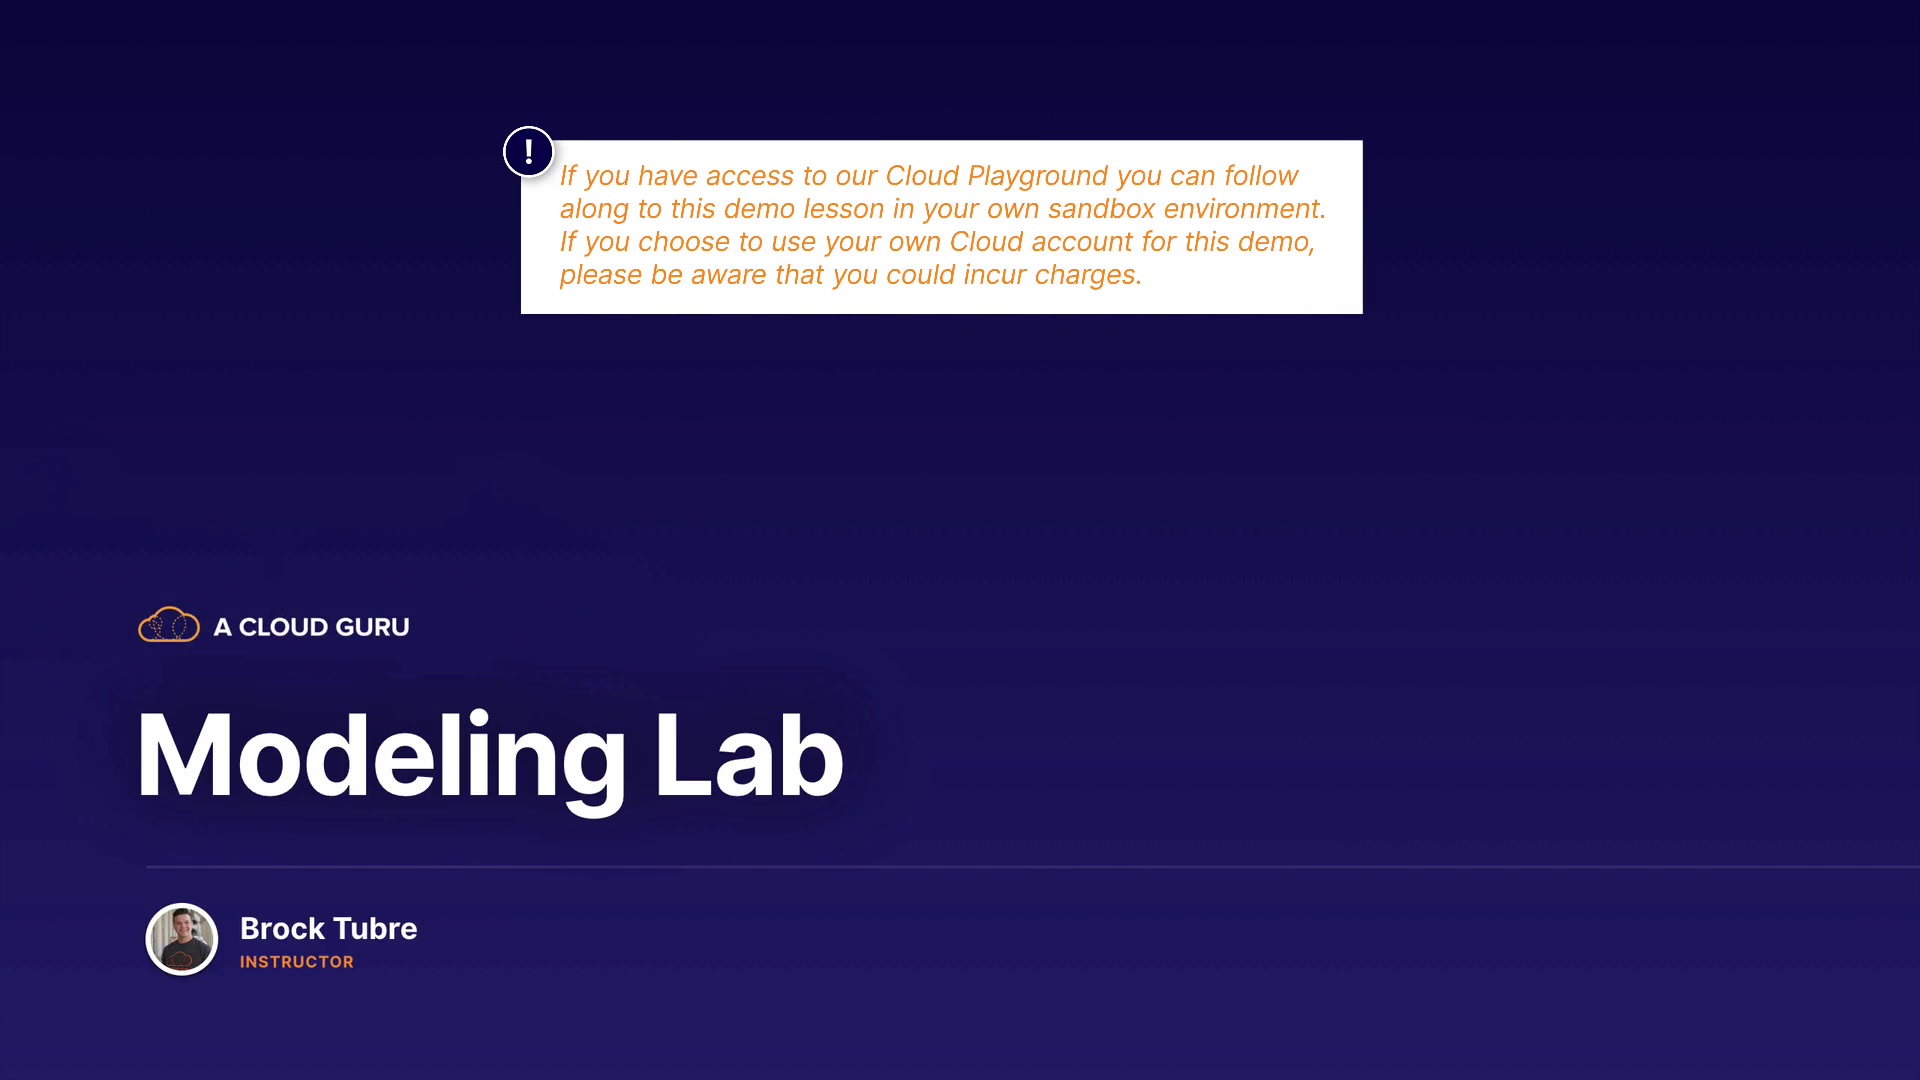 !
If you have access to our Cloud Playground you can follow
along to this demo lesson in your own sandbox environment.
If you choose to use your own Cloud account for this demo,
please be aware that you could incur charges.
A CLOUD GURU
Modeling Lab
Brock Tubre
INSTRUCTOR